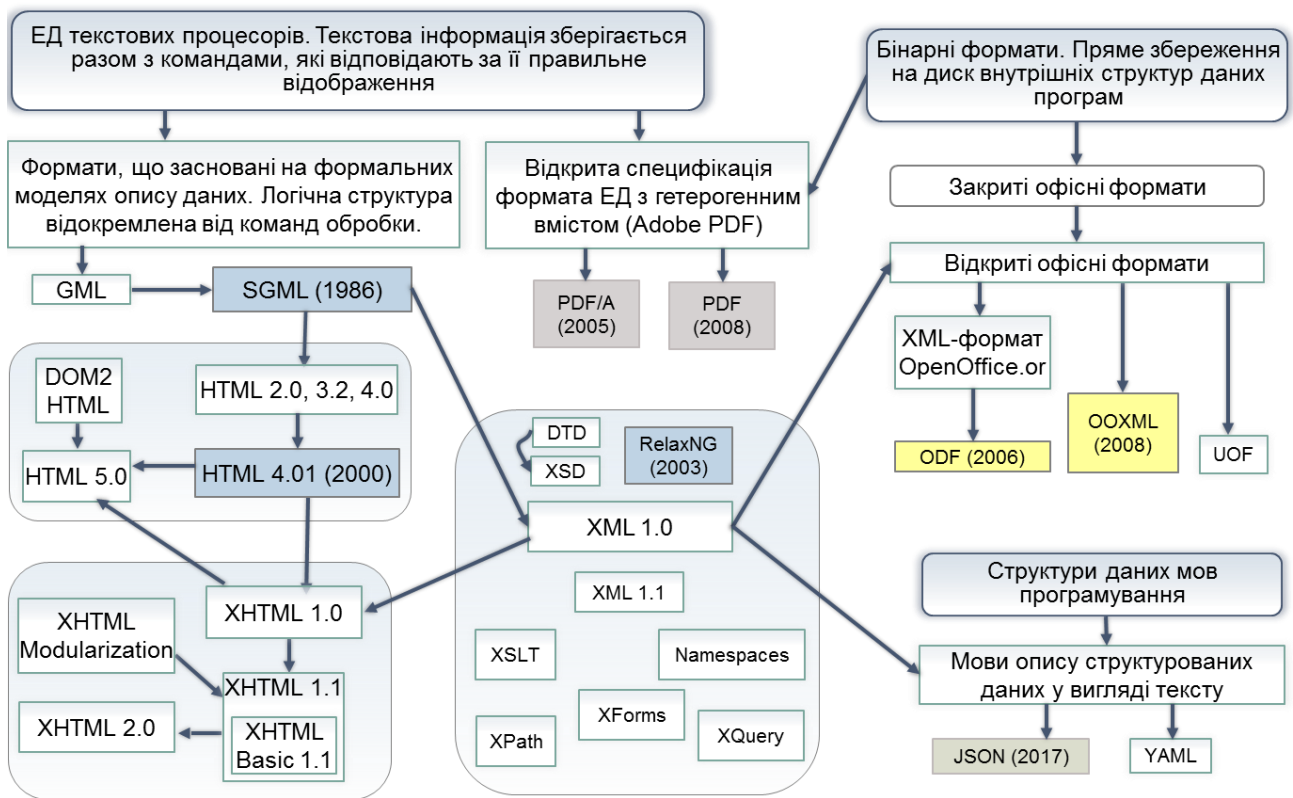 ЕД текстових процесорів. Текстова інформація зберігається
разом з командами, які відповідають за її правильне
відображення
Бінарні формати. Пряме збереження
на диск внутрішніх структур даних
програм
Формати, що засновані на формальних
моделях опису даних. Логічна структура
відокремлена від команд обробки.
Відкрита специфікація
формата ЕД з гетерогенним
вмістом (Adobe PDF)
Закриті офісні формати
Відкриті офісні формати
GML
SGML (1986)
PDF/A
(2005)
PDF
(2008)
XML-формат
OpenOffice.or
DOM2
HTML
HTML 2.0, 3.2, 4.0
HTML 5.0
HTML 4.01 (2000)
DTD
XSD
RelaxNG
(2003)
ODF (2006)
OOXML
(2008)
UOF
XML 1.0
XML 1.1
XSLT
Namespaces
XForms
XPath
XQuery
XHTML
Modularization
XHTML 1.0
XHTML 1.1
XHTML
Basic 1.1
XHTML 2.0
Структури даних мов
програмування
Мови опису структурованих
даних у вигляді тексту
JSON (2017)
YAML